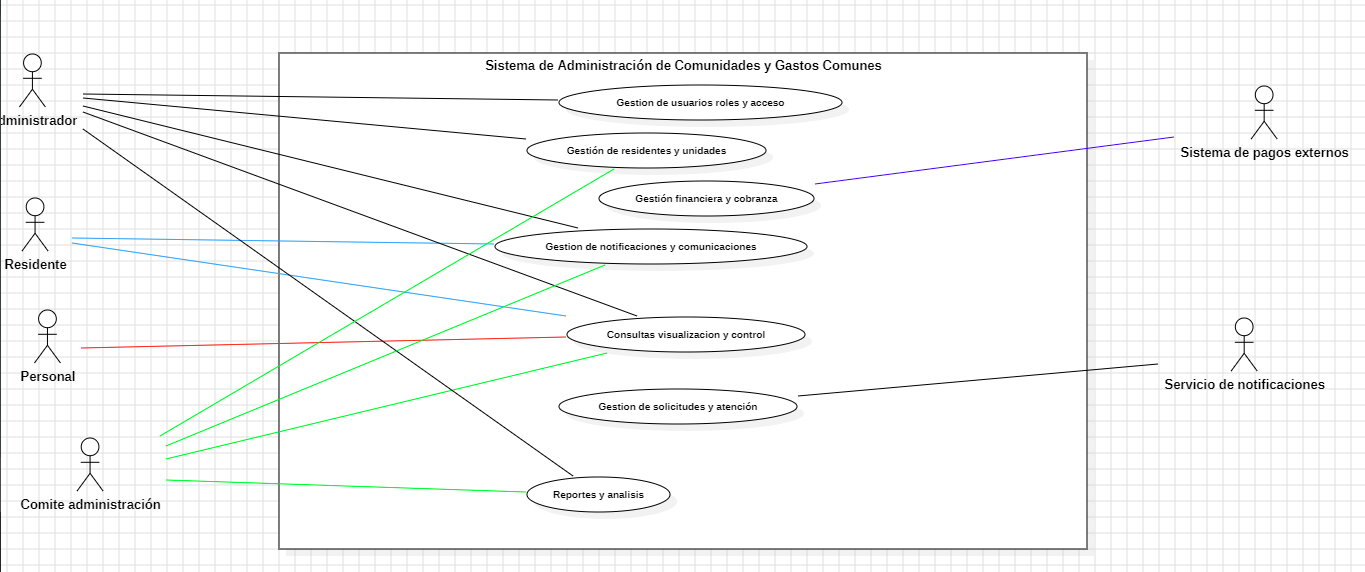 Sistema de Administración de Comunidades y Gastos Comunes
Gestion de usuarios roles y acceso
dministrador
Gestión de residentes y unidades
Sistema de pagos externos
Gestión financiera y cobranza
Gestion de notificaciones y comunicaciones
Residente
Consultas visualizacion y control
Personal
Servicio de notificaciones
Gestion de solicitudes y atención
Reportes y analisis
Comite administración